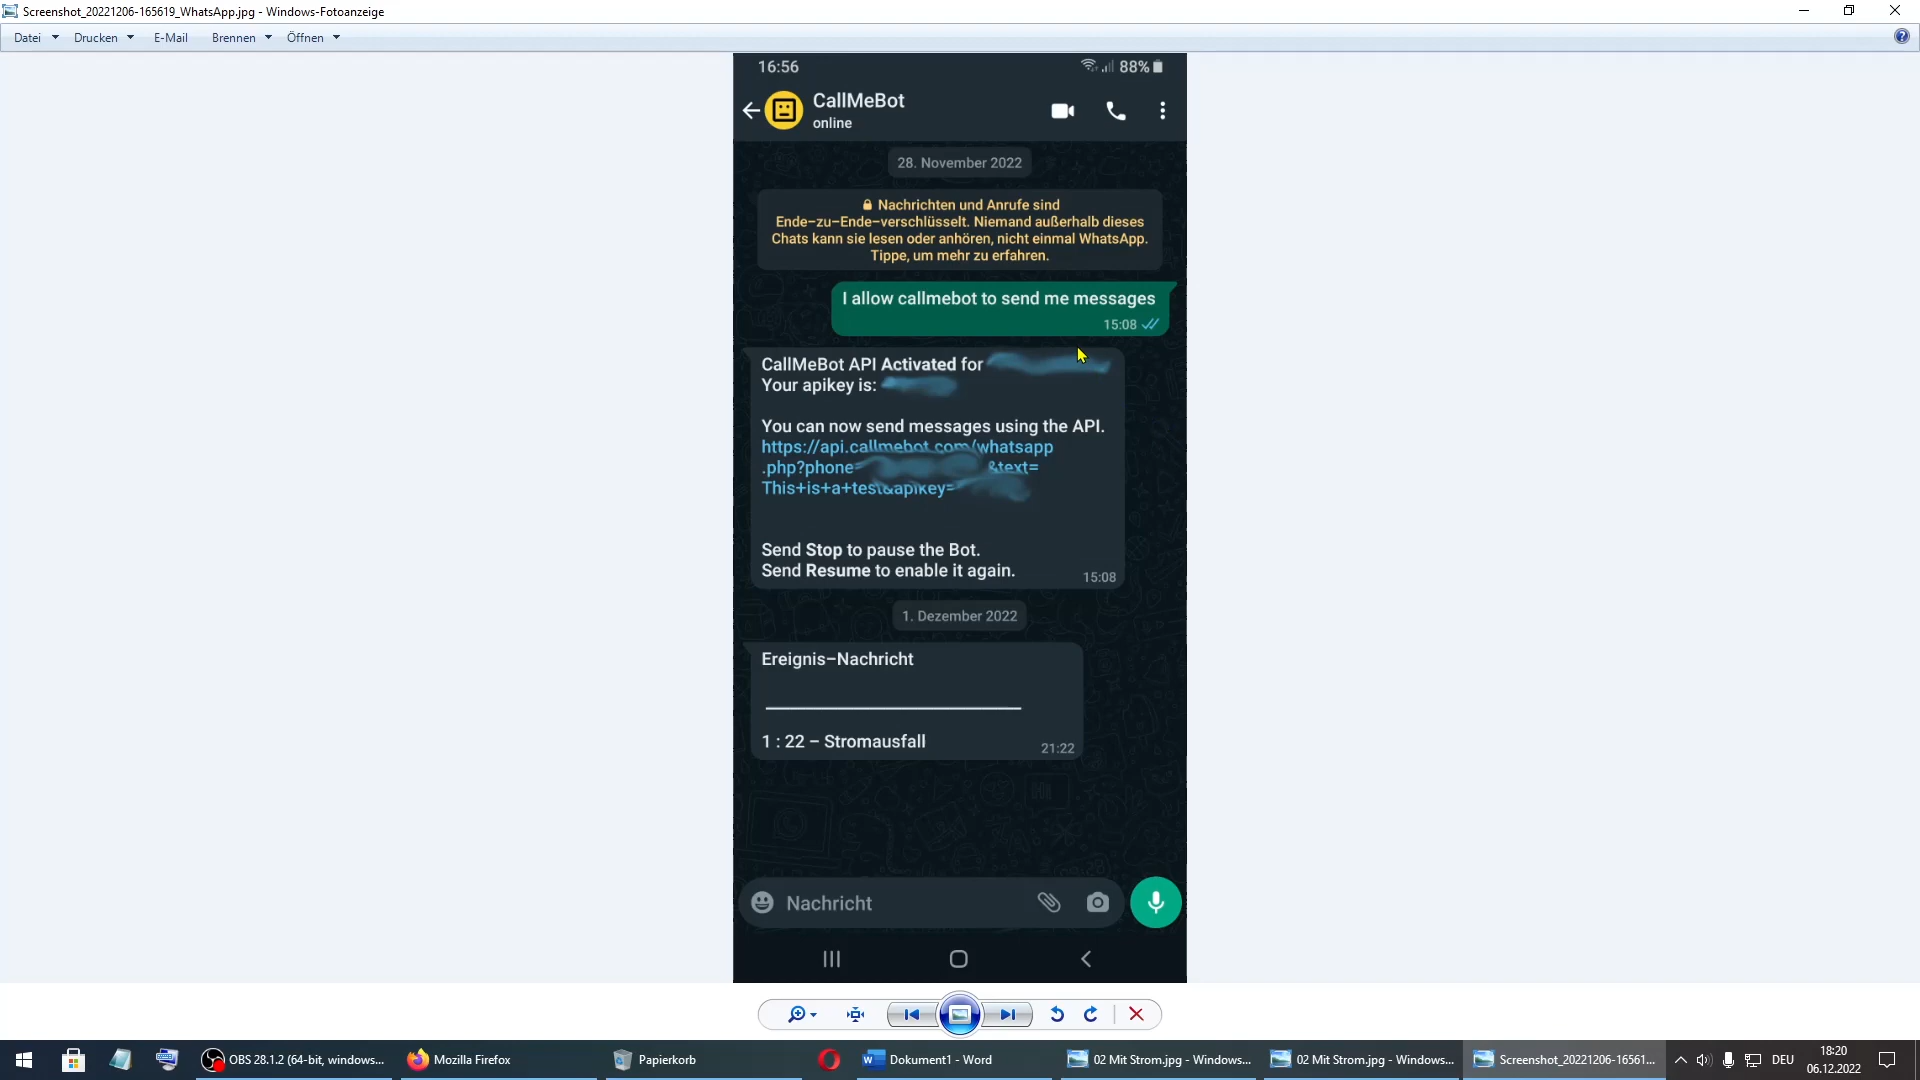 Screenshot_20221206-165619_WhatsApp.jpg - Windows-Fotoanzeige
Datei Drucken E-Mail Brennen Öffnen
16:56 88%
CallMeBot
online
28. November 2022
Nachrichten und Anrufe sind
Ende-zu-Ende-verschlüsselt. Niemand außerhalb dieses
Chats kann sie lesen oder anhören, nicht einmal WhatsApp.
Tippe, um mehr zu erfahren.
I allow callmebot to send me messages
15:08
CallMeBot API Activated for
Your apikey is:
You can now send messages using the API.
https://api.callmebot.com/whatsapp
.php?phone= &text=
This+is+a+test&apikey=
Send Stop to pause the Bot.
Send Resume to enable it again.
15:08
1. Dezember 2022
Ereignis-Nachricht
1 : 22 – Stromausfall
21:22
Nachricht
OBS 28.1.2 (64-bit, windows... Mozilla Firefox Papierkorb Dokument1 - Word 02 Mit Strom.jpg - Windows... 02 Mit Strom.jpg - Windows... Screenshot_20221206-16561... DEU 18:20
06.12.2022